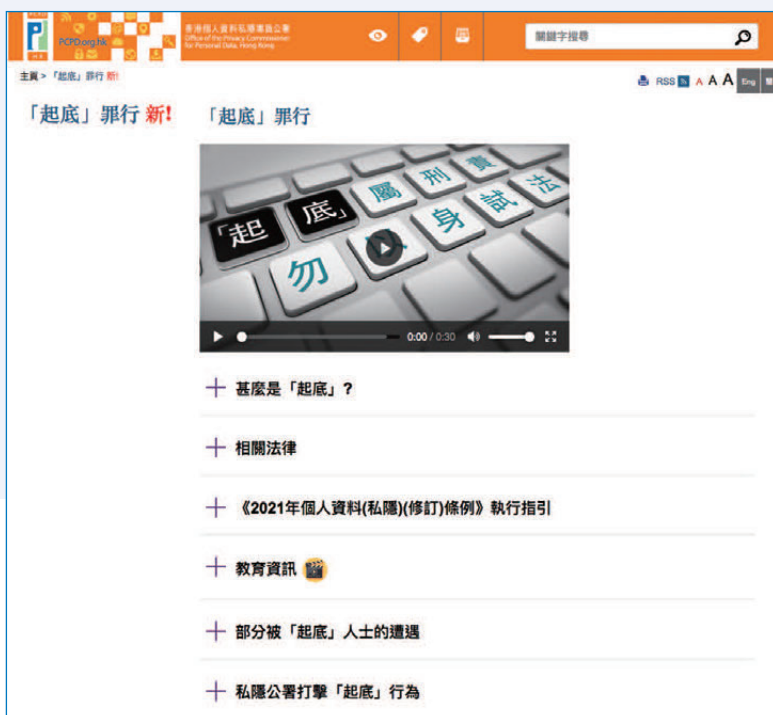 PCPD
H K
PCPD.org.hk
香港個人資料私隱專員公署
Office of the Privacy Commissioner
for Personal Data, Hong Kong
關鍵字搜尋
主頁 > 「起底」罪行 新!
RSS A A A Eng
「起底」罪行 新!
「起底」罪行
「起底」屬刑責
勿以身試法
0:00 / 0:30
甚麼是「起底」?
相關法律
《2021年個人資料(私隱)(修訂)條例》執行指引
教育資訊
部分被「起底」人士的遭遇
私隱公署打擊「起底」行為